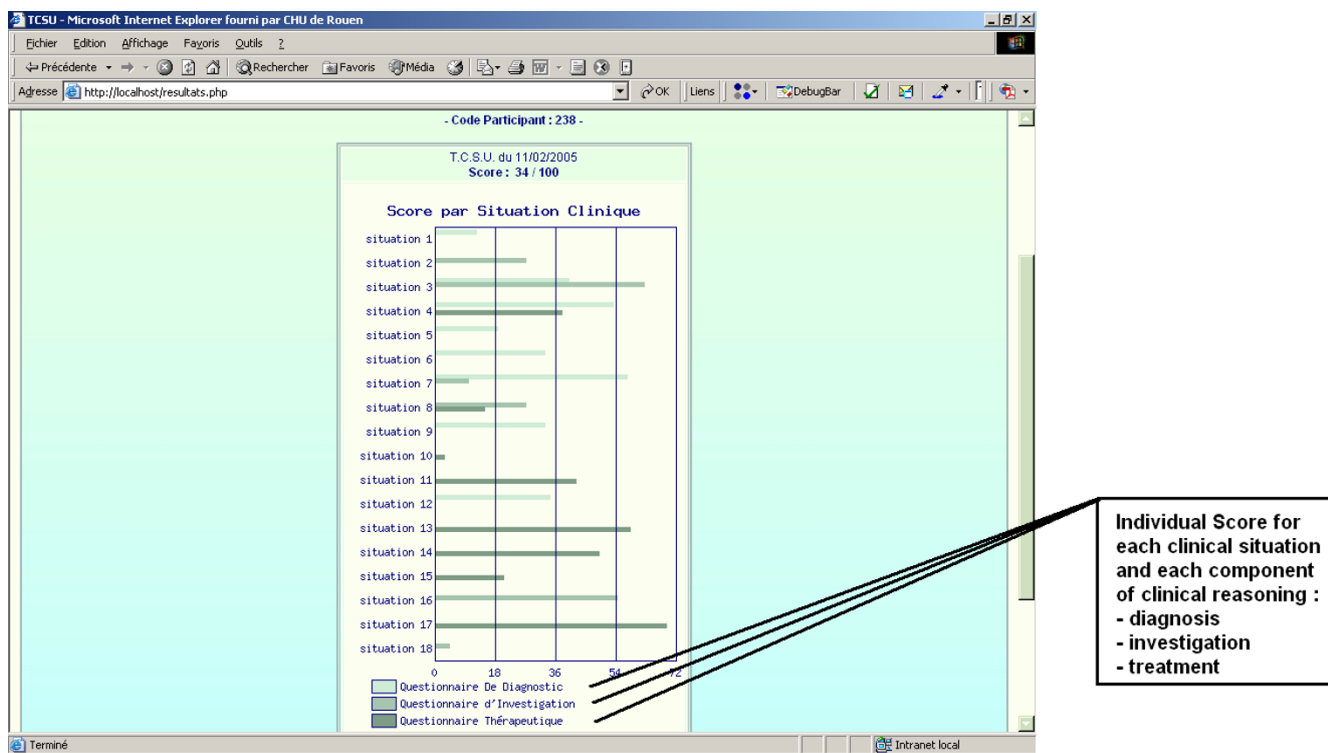 TCSU - Microsoft Internet Explorer fourni par CHU de Rouen
Fichier Edition Affichage Favoris Outils ?
Précédente Rechercher Favoris Média
Adresse http://localhost/resultats.php OK Liens DebugBar
- Code Participant : 238 -
T.C.S.U. du 11/02/2005
Score : 34 / 100
Score par Situation Clinique
situation 1
situation 2
situation 3
situation 4
situation 5
situation 6
situation 7
situation 8
situation 9
situation 10
situation 11
situation 12
situation 13
situation 14
situation 15
situation 16
situation 17
situation 18
0 18 36 54 72
Questionnaire De Diagnostic
Questionnaire d'Investigation
Questionnaire Thérapeutique
Individual Score for
each clinical situation
and each component
of clinical reasoning :
- diagnosis
- investigation
- treatment
Terminé Intranet local